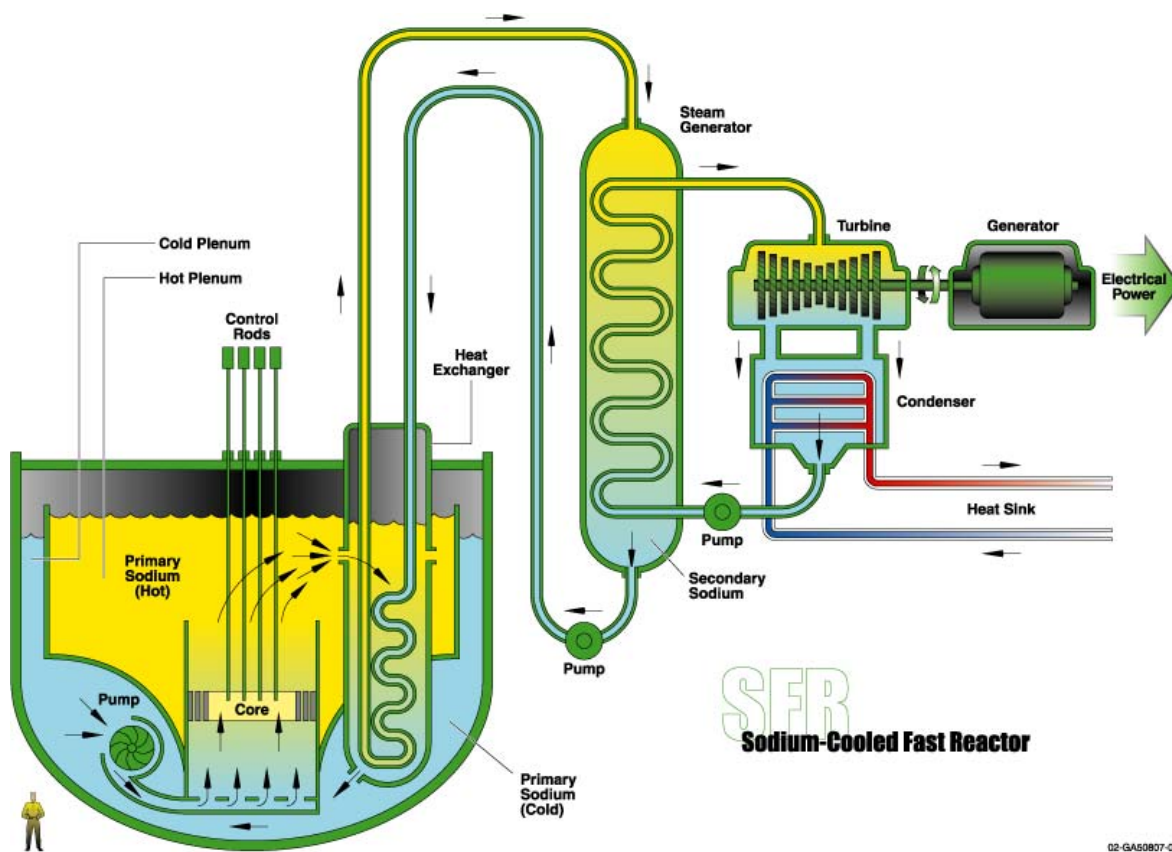 Steam
Generator
Cold Plenum
Hot Plenum
Control
Rods
Heat
Exchanger
Turbine
Generator
Electrical
Power
Condenser
Heat Sink
Pump
Secondary
Sodium
Pump
Primary
Sodium
(Hot)
Pump
Core
Primary
Sodium
(Cold)
SFR
Sodium-Cooled Fast Reactor